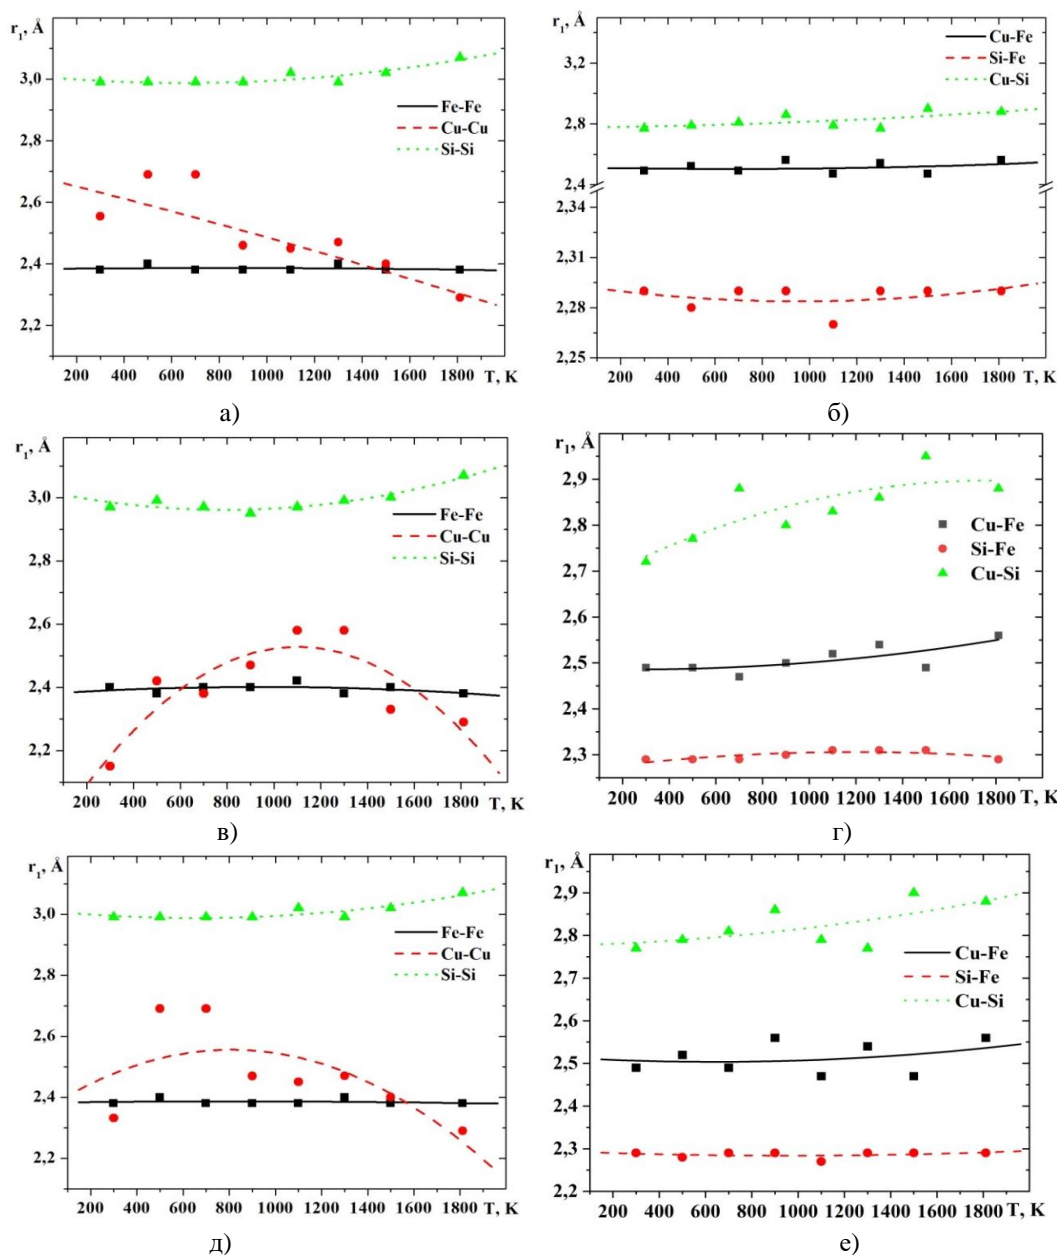 r₁, Å
3,0
2,8
2,6
2,4
2,2
200 400 600 800 1000 1200 1400 1600 T, K
Fe-Fe
Cu-Cu
Si-Si
а)
r₁, Å
3,6
3,2
2,8
2,4
2,34
2,31
2,28
2,25
200 400 600 800 1000 1200 1400 1600 1800 T, K
Cu-Fe
Si-Fe
Cu-Si
б)
r₁, Å
3,0
2,8
2,6
2,4
2,2
200 400 600 800 1000 1200 1400 1600 1800 T, K
Fe-Fe
Cu-Cu
Si-Si
в)
r₁, Å
2,9
2,8
2,7
2,6
2,5
2,4
2,3
200 400 600 800 1000 1200 1400 1600 1800 T, K
Cu-Fe
Si-Fe
Cu-Si
г)
r₁, Å
3,0
2,8
2,6
2,4
2,2
200 400 600 800 1000 1200 1400 1600 1800 T, K
Fe-Fe
Cu-Cu
Si-Si
д)
r₁, Å
2,9
2,8
2,7
2,6
2,5
2,4
2,3
2,2
200 400 600 800 1000 1200 1400 1600 1800 T, K
Cu-Fe
Si-Fe
Cu-Si
е)